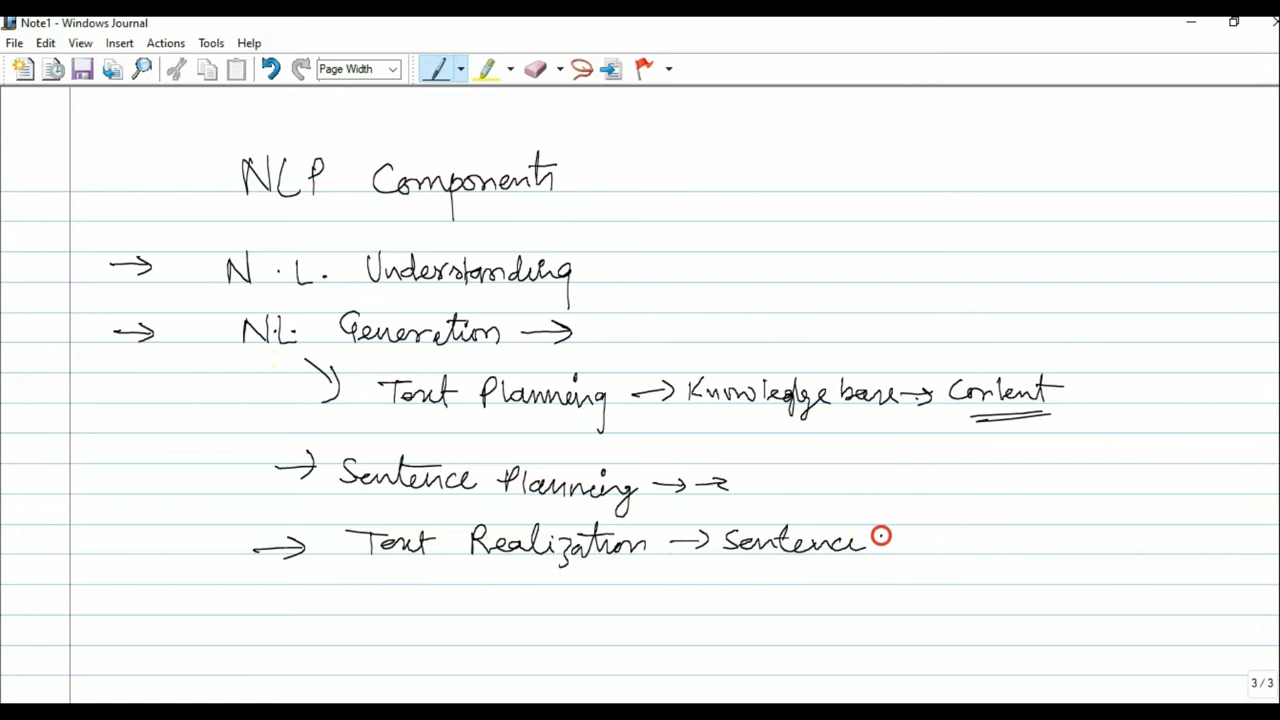 Note1 - Windows Journal
File Edit View Insert Actions Tools Help
Page Width
NLP Components
→ N.L. Understanding
→ N.L. Generation →
Text Planning → Knowledge base → Content
→ Sentence Planning → →
→ Text Realization → Sentence
3 / 3